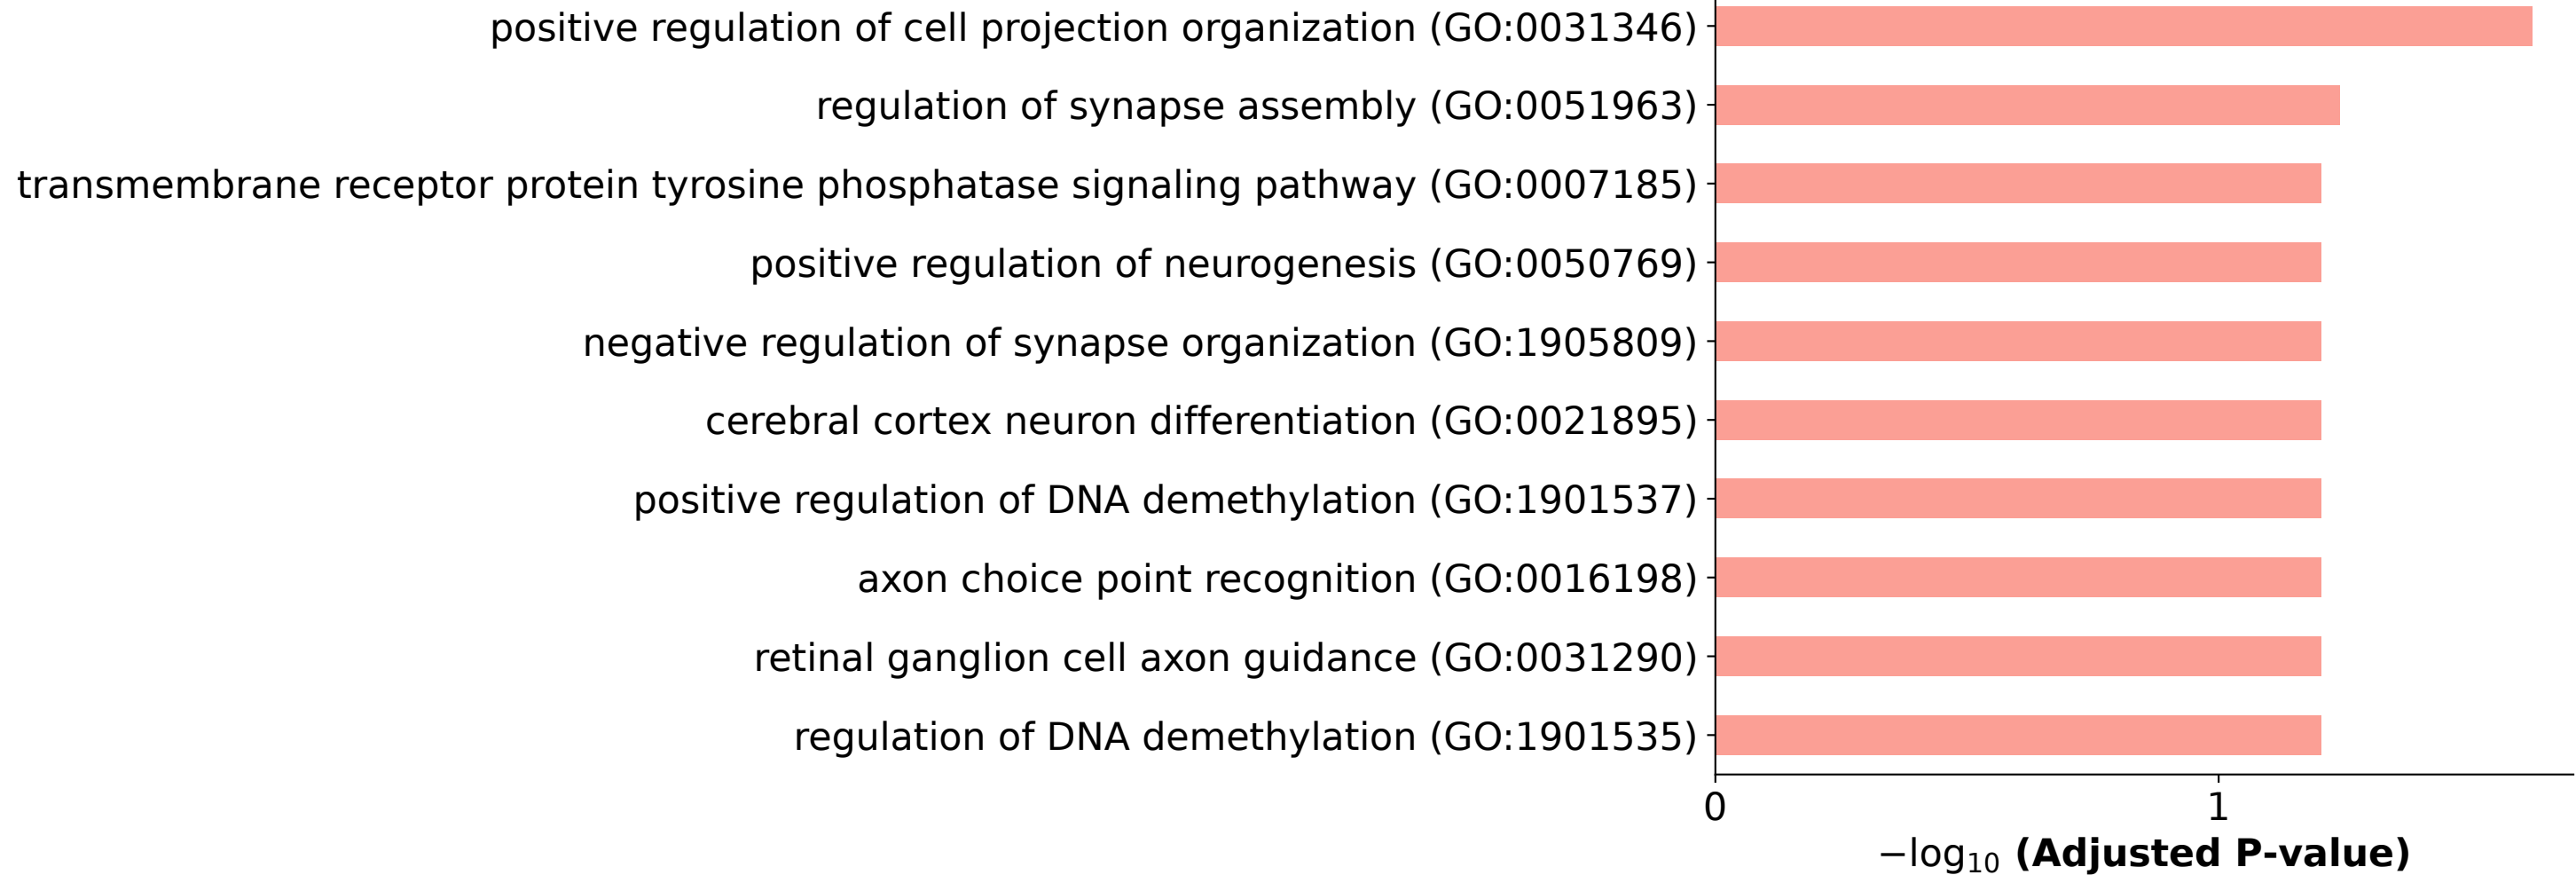 positive regulation of cell projection organization (GO:0031346)
regulation of synapse assembly (GO:0051963)
transmembrane receptor protein tyrosine phosphatase signaling pathway (GO:0007185)
positive regulation of neurogenesis (GO:0050769)
negative regulation of synapse organization (GO:1905809)
cerebral cortex neuron differentiation (GO:0021895)
positive regulation of DNA demethylation (GO:1901537)
axon choice point recognition (GO:0016198)
retinal ganglion cell axon guidance (GO:0031290)
regulation of DNA demethylation (GO:1901535)
0 1
−log₁₀ (Adjusted P-value)